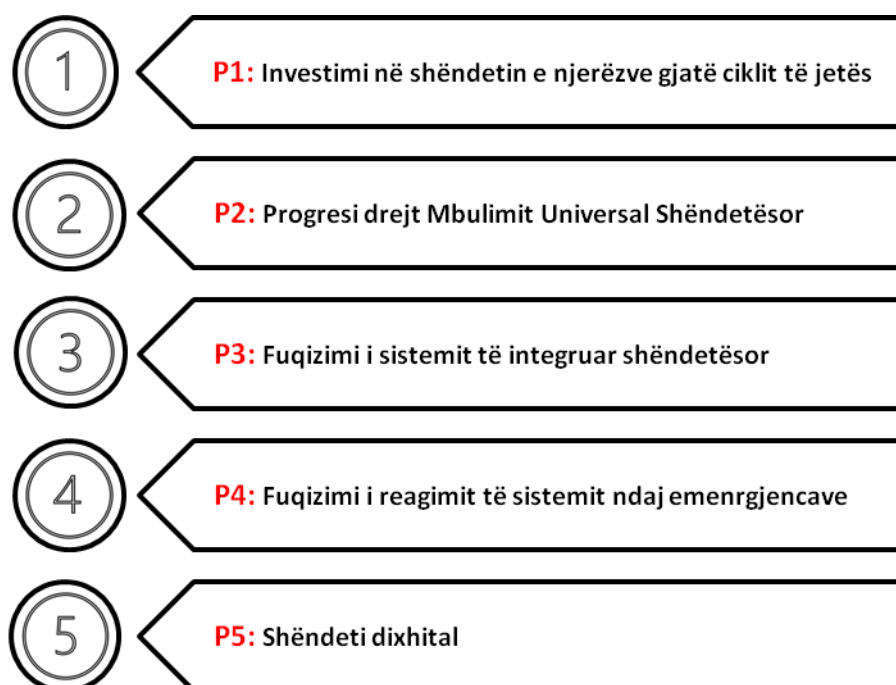 1
P1: Investimi në shëndetin e njerëzve gjatë ciklit të jetës
2
P2: Progresi drejt Mbulimit Universal Shëndetësor
3
P3: Fuqizimi i sistemit të integruar shëndetësor
4
P4: Fuqizimi i reagimit të sistemit ndaj emenrgjencave
5
P5: Shëndeti dixhital